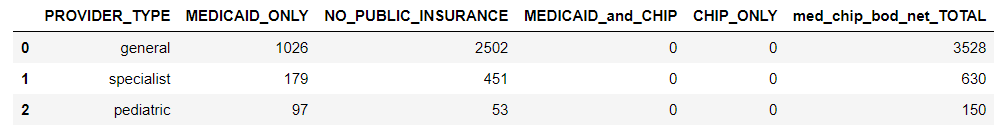 PROVIDER_TYPE MEDICAID_ONLY NO_PUBLIC_INSURANCE MEDICAID_and_CHIP CHIP_ONLY med_chip_bod_net_TOTAL
0 general 1026 2502 0 0 3528
1 specialist 179 451 0 0 630
2 pediatric 97 53 0 0 150